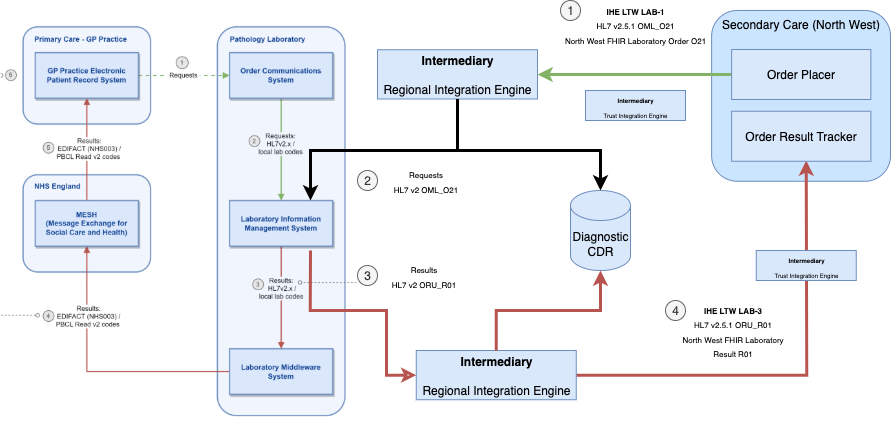 Primary Care - GP Practice
GP Practice Electronic
Patient Record System
6
1
Requests
5
Results:
EDIFACT (NHS003) /
PBCL Read v2 codes
NHS England
MESH
(Message Exchange for
Social Care and Health)
4
Results:
EDIFACT (NHS003) /
PBCL Read v2 codes
Pathology Laboratory
Order Communications
System
2
Requests:
HL7v2.x /
local lab codes
Laboratory Information
Management System
3
Results:
HL7v2.x /
local lab codes
Laboratory Middleware
System
Intermediary
Regional Integration Engine
1
IHE LTW LAB-1
HL7 v2.5.1 OML_O21
North West FHIR Laboratory Order O21
Intermediary
Trust Integration Engine
Secondary Care (North West)
Order Placer
Order Result Tracker
2
Requests
HL7 v2 OML_O21
Diagnostic
CDR
3
Results
HL7 v2 ORU_R01
Intermediary
Trust Integration Engine
4
IHE LTW LAB-3
HL7 v2.5.1 ORU_R01
North West FHIR Laboratory
Result R01
Intermediary
Regional Integration Engine